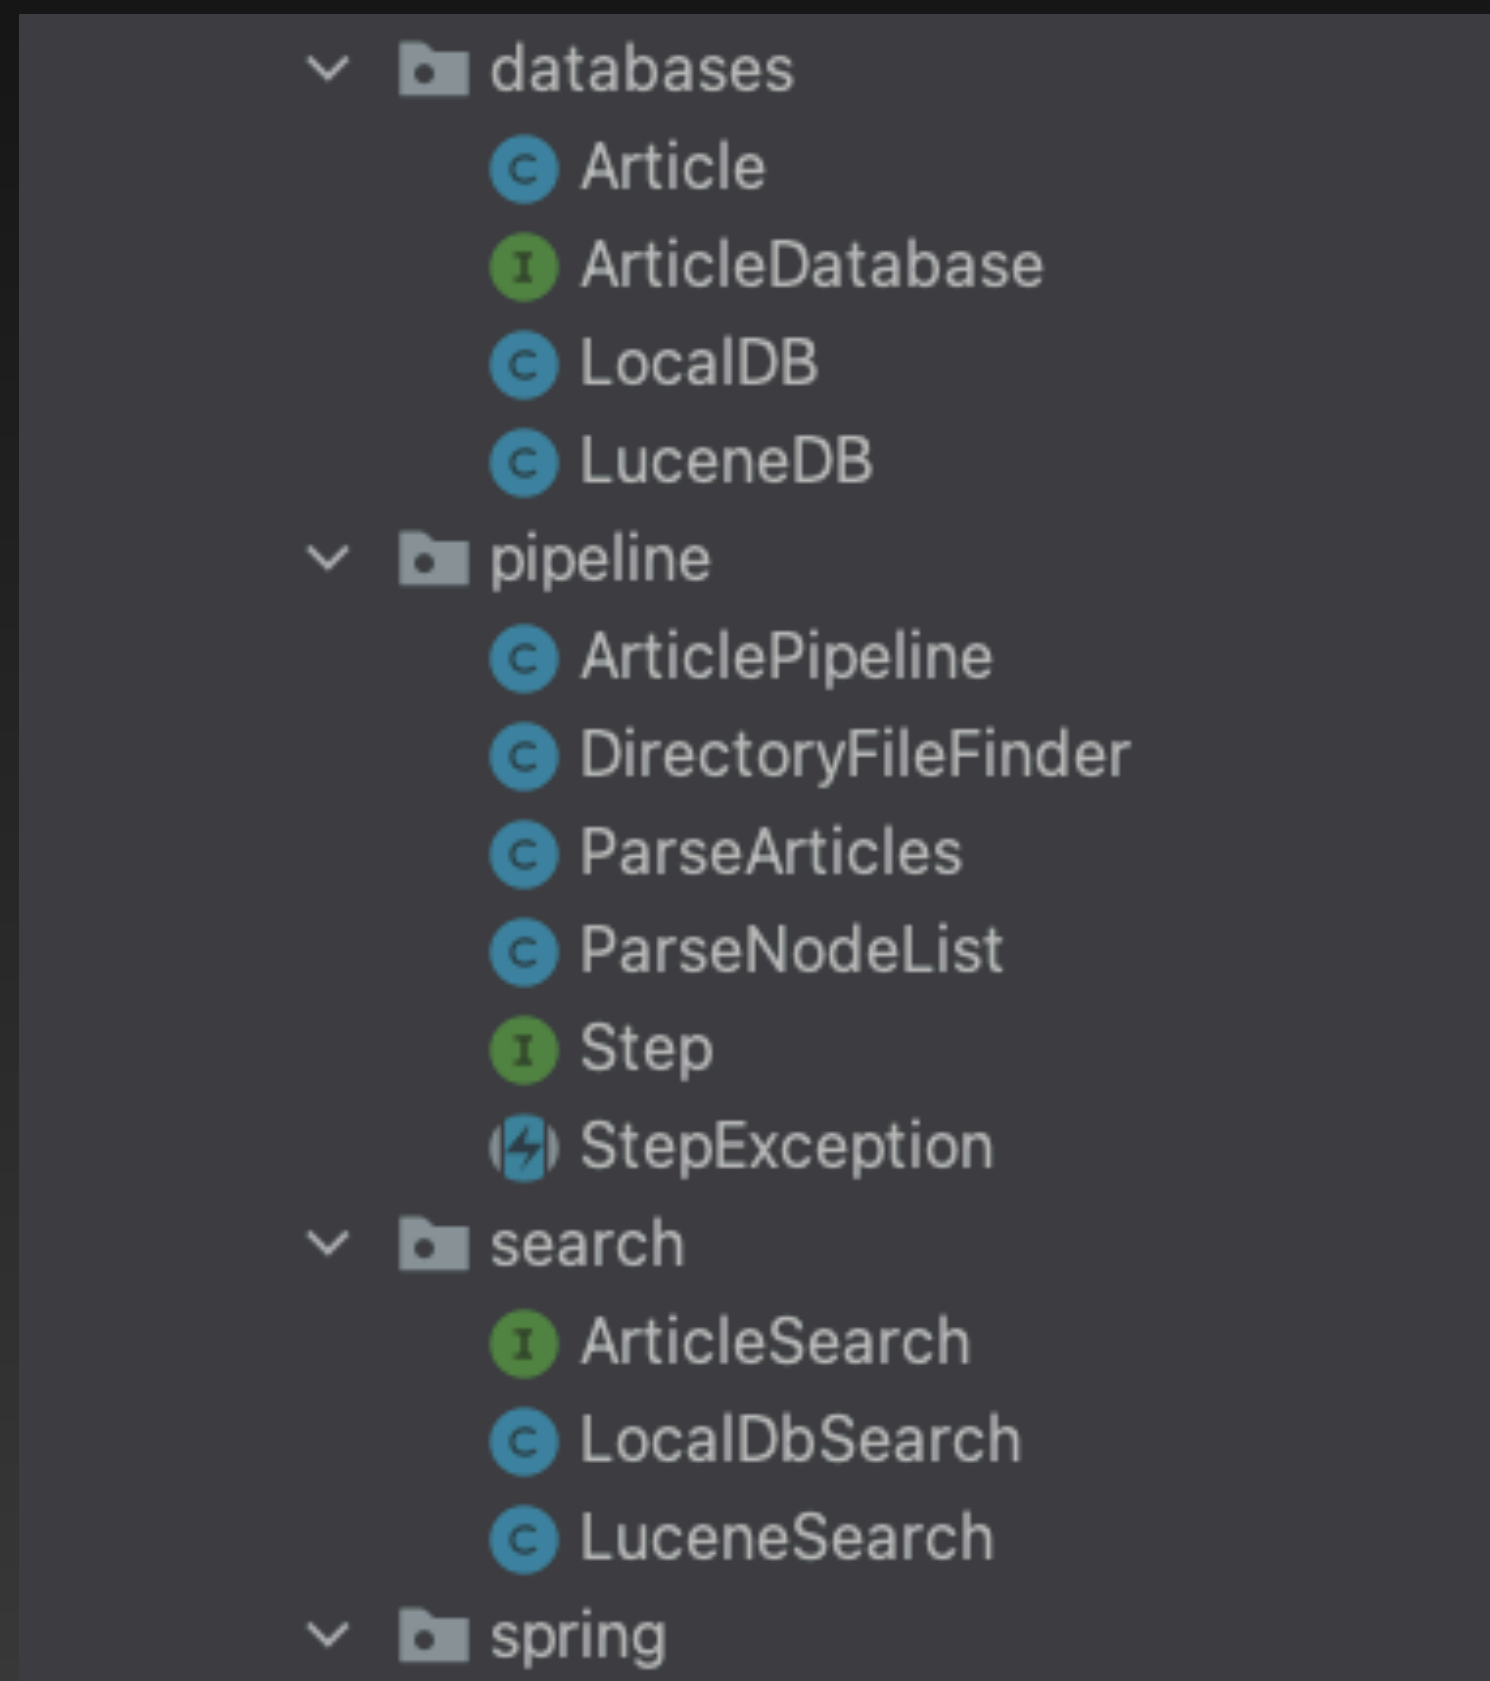 databases
C Article
I ArticleDatabase
C LocalDB
C LuceneDB
pipeline
C ArticlePipeline
C DirectoryFileFinder
C ParseArticles
C ParseNodeList
I Step
StepException
search
I ArticleSearch
C LocalDbSearch
C LuceneSearch
spring